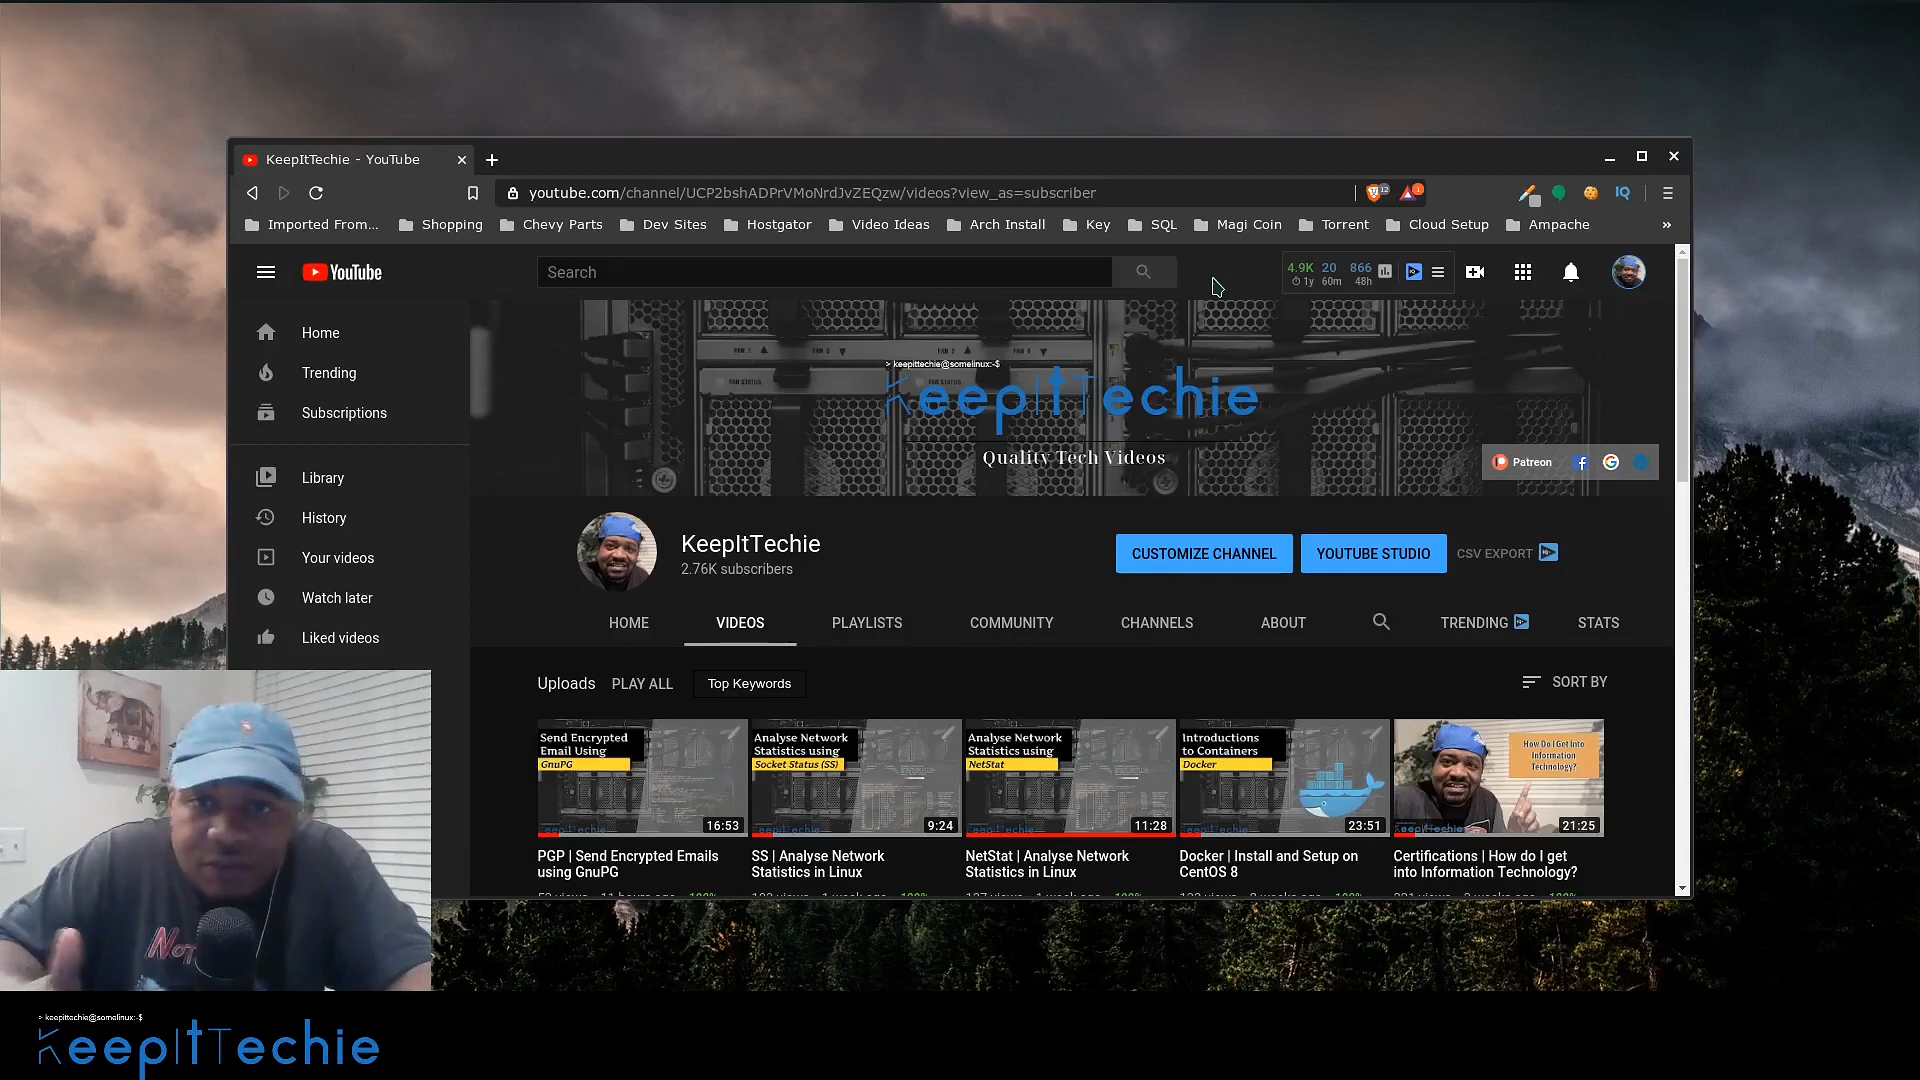 KeepItTechie - YouTube
youtube.com/channel/UCP2bshADPrVMoNrdJvZEQzw/videos?view_as=subscriber
12
1
Imported From...
Shopping
Chevy Parts
Dev Sites
Hostgator
Video Ideas
Arch Install
Key
SQL
Magi Coin
Torrent
Cloud Setup
Ampache
»
YouTube
Search
4.9K 20 866
1y 60m 48h
Home
Trending
Subscriptions
Library
History
Your videos
Watch later
Liked videos
FAN STATUS
> keepittechie@somelinux:~$
KeepItTechie
Quality Tech Videos
Patreon
KeepItTechie
2.76K subscribers
CUSTOMIZE CHANNEL
YOUTUBE STUDIO
CSV EXPORT
HOME
VIDEOS
PLAYLISTS
COMMUNITY
CHANNELS
ABOUT
TRENDING
STATS
Uploads
PLAY ALL
Top Keywords
SORT BY
Send Encrypted
Email Using
GnuPG
16:53
Analyse Network
Statistics using
Socket Status (SS)
9:24
Analyse Network
Statistics using
NetStat
11:28
Introductions
to Containers
Docker
23:51
How Do I Get into
Information
Technology?
21:25
PGP | Send Encrypted Emails
using GnuPG
SS | Analyse Network
Statistics in Linux
NetStat | Analyse Network
Statistics in Linux
Docker | Install and Setup on
CentOS 8
Certifications | How do I get
into Information Technology?
Not
> keepittechie@somelinux:~$
KeepItTechie